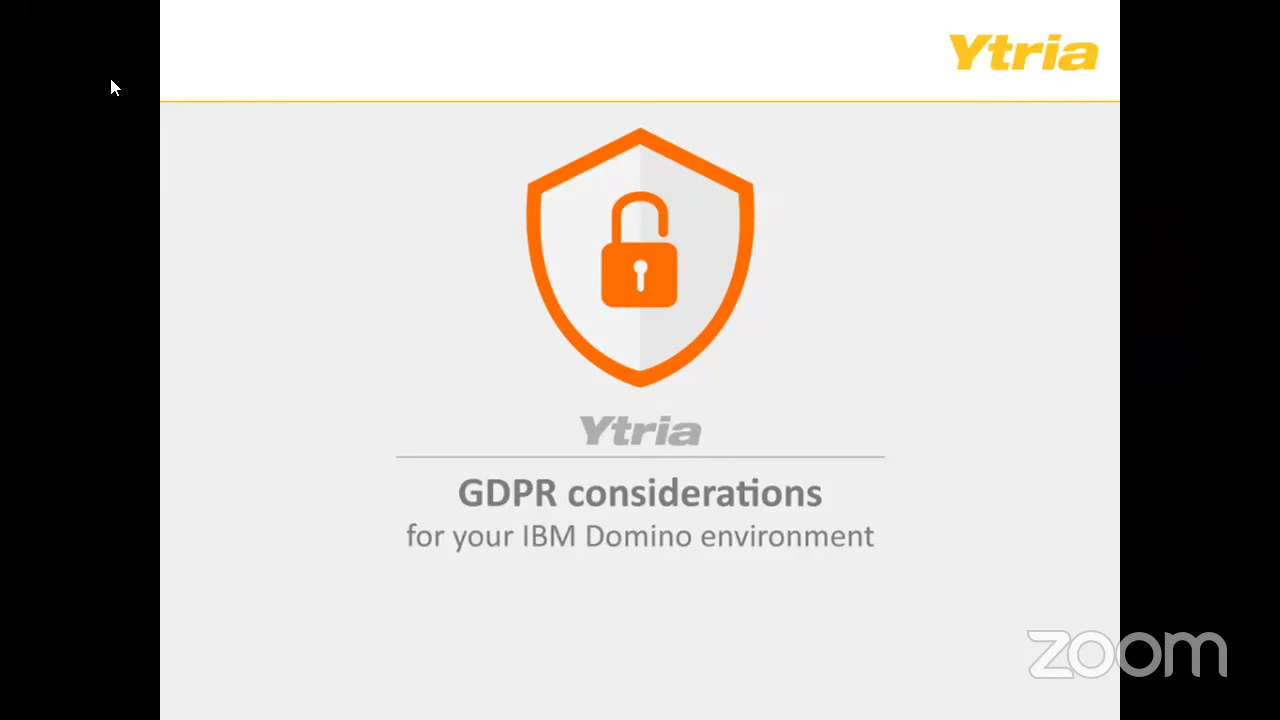 Ytria
Ytria
GDPR considerations
for your IBM Domino environment
zoom